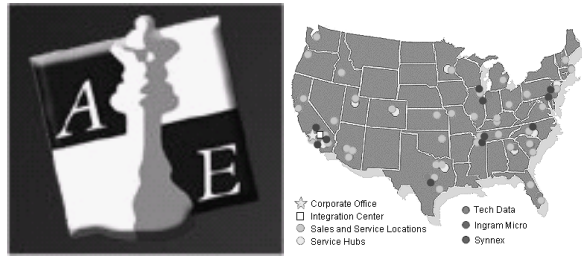 A
E
Corporate Office
Integration Center
Sales and Service Locations
Service Hubs
Tech Data
Ingram Micro
Synnex